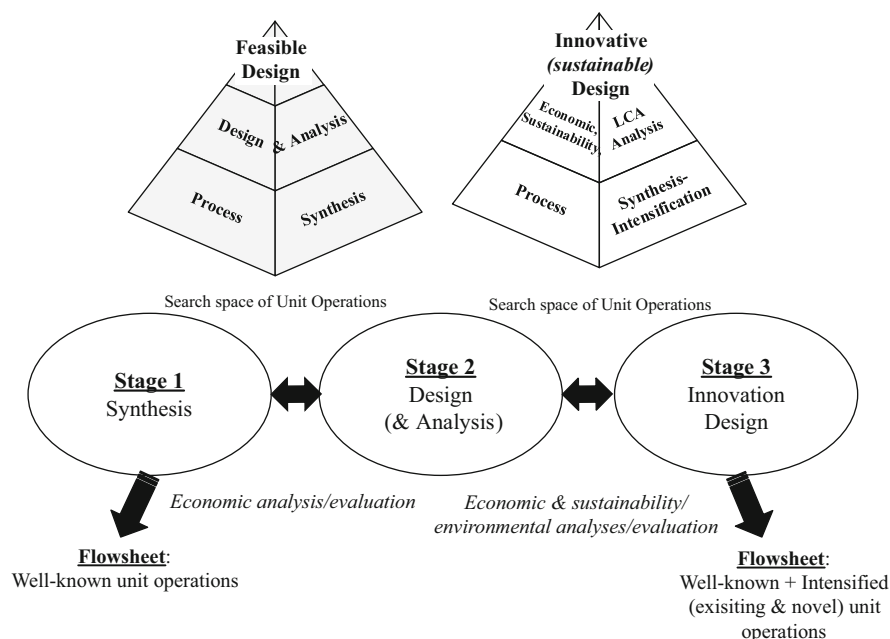 Feasible
Design
Design
& Analysis
Process
Synthesis
Innovative
(sustainable)
Design
Economic,
Sustainability,
LCA
Analysis
Process
Synthesis-
Intensification
Search space of Unit Operations
Search space of Unit Operations
Stage 1
Synthesis
Stage 2
Design
(& Analysis)
Stage 3
Innovation
Design
Economic analysis/evaluation
Economic & sustainability/
environmental analyses/evaluation
Flowsheet:
Well-known unit operations
Flowsheet:
Well-known + Intensified
(exisiting & novel) unit
operations